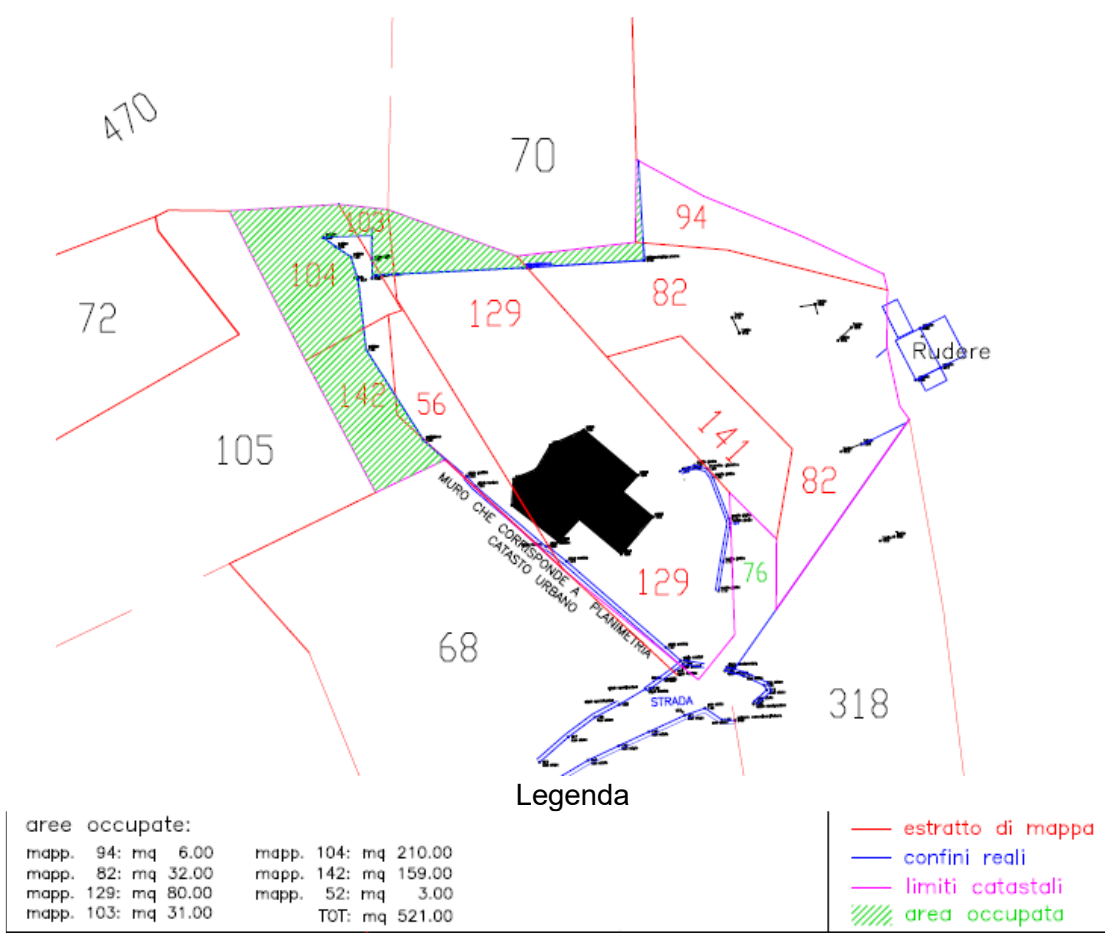 470
70
94
103
104
72
129
82
Rudere
142
56
105
141
82
MURO CHE CORRISPONDE A PLANIMETRIA
CATASTO URBANO
129
76
68
STRADA
318
Legenda
aree occupate:
mapp. 94: mq 6.00
mapp. 82: mq 32.00
mapp. 129: mq 80.00
mapp. 103: mq 31.00
mapp. 104: mq 210.00
mapp. 142: mq 159.00
mapp. 52: mq 3.00
TOT: mq 521.00
estratto di mappa
confini reali
limiti catastali
area occupata